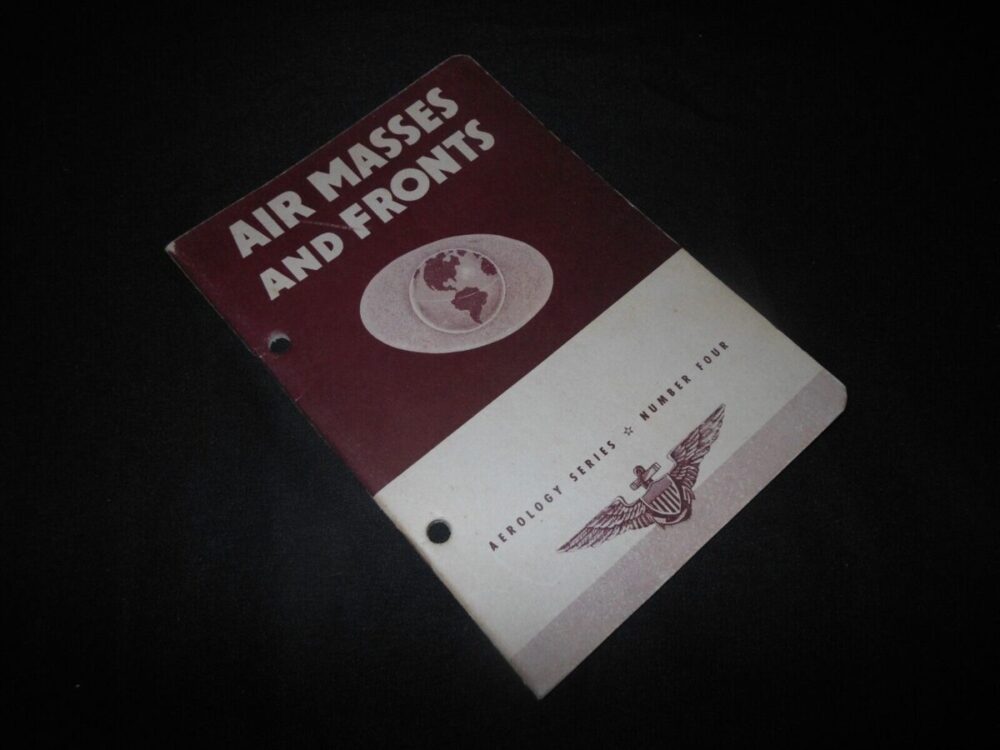 AIR MASSES
AND FRONTS
AEROLOGY SERIES ☆ NUMBER FOUR